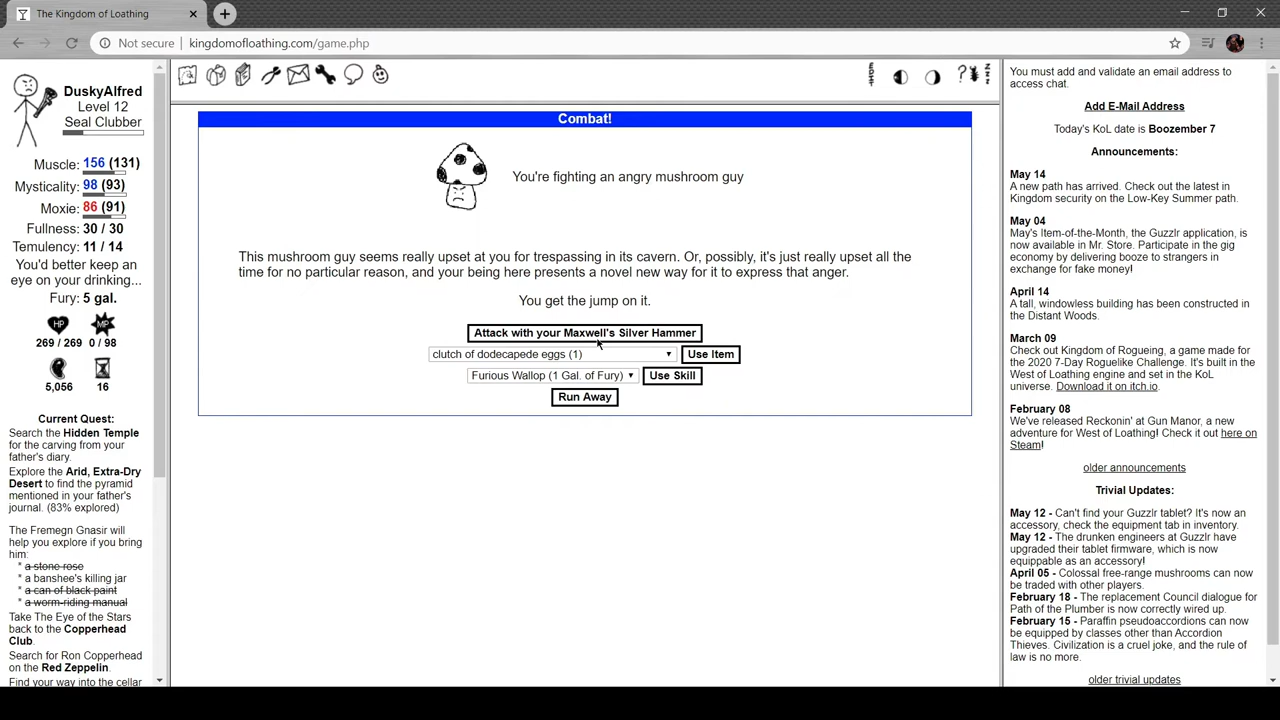 The Kingdom of Loathing
Not secure
kingdomofloathing.com/game.php
DuskyAlfred
Level 12
Seal Clubber
Muscle: 156 (131)
Mysticality: 98 (93)
Moxie: 86 (91)
Fullness: 30 / 30
Temulency: 11 / 14
You'd better keep an
eye on your drinking...
Fury: 5 gal.
HP
MP
269 / 269
0 / 98
5,056
16
Current Quest:
Search the Hidden Temple
for the carving from your
father's diary.
Explore the Arid, Extra-Dry
Desert to find the pyramid
mentioned in your father's
journal. (83% explored)
The Fremegn Gnasir will
help you explore if you bring
him:
* a stone rose
* a banshee's killing jar
* a can of black paint
* a worm-riding manual
Take The Eye of the Stars
back to the Copperhead
Club.
Search for Ron Copperhead
on the Red Zeppelin.
Find your way into the cellar
Combat!
You're fighting an angry mushroom guy
This mushroom guy seems really upset at you for trespassing in its cavern. Or, possibly, it's just really upset all the
time for no particular reason, and your being here presents a novel new way for it to express that anger.
You get the jump on it.
Attack with your Maxwell's Silver Hammer
clutch of dodecapede eggs (1)
Use Item
Furious Wallop (1 Gal. of Fury)
Use Skill
Run Away
You must add and validate an email address to
access chat.
Add E-Mail Address
Today's KoL date is Boozember 7
Announcements:
May 14
A new path has arrived. Check out the latest in
Kingdom security on the Low-Key Summer path.
May 04
May's Item-of-the-Month, the Guzzlr application, is
now available in Mr. Store. Participate in the gig
economy by delivering booze to strangers in
exchange for fake money!
April 14
A tall, windowless building has been constructed in
the Distant Woods.
March 09
Check out Kingdom of Rogueing, a game made for
the 2020 7-Day Roguelike Challenge. It's built in the
West of Loathing engine and set in the KoL
universe. Download it on itch.io.
February 08
We've released Reckonin' at Gun Manor, a new
adventure for West of Loathing! Check it out here on
Steam!
older announcements
Trivial Updates:
May 12 - Can't find your Guzzlr tablet? It's now an
accessory, check the equipment tab in inventory.
May 12 - The drunken engineers at Guzzlr have
upgraded their tablet firmware, which is now
equippable as an accessory!
April 05 - Colossal free-range mushrooms can now
be traded with other players.
February 18 - The replacement Council dialogue for
Path of the Plumber is now correctly wired up.
February 15 - Paraffin pseudoaccordions can now
be equipped by classes other than Accordion
Thieves. Civilization is a cruel joke, and the rule of
law is no more.
older trivial updates